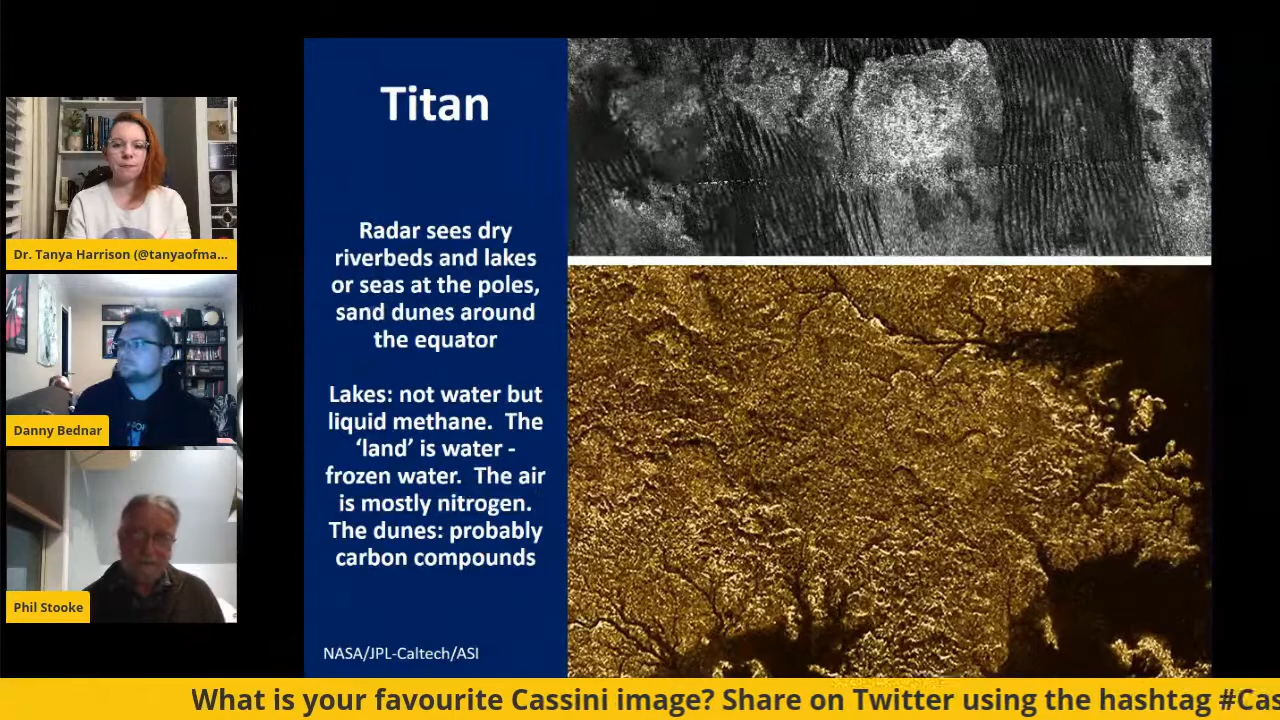 Dr. Tanya Harrison (@tanyaofma...
Danny Bednar
Phil Stooke
Titan
Radar sees dry
riverbeds and lakes
or seas at the poles,
sand dunes around
the equator
Lakes: not water but
liquid methane.  The
‘land’ is water -
frozen water.  The air
is mostly nitrogen.
The dunes: probably
carbon compounds
NASA/JPL-Caltech/ASI
What is your favourite Cassini image? Share on Twitter using the hashtag #Cas